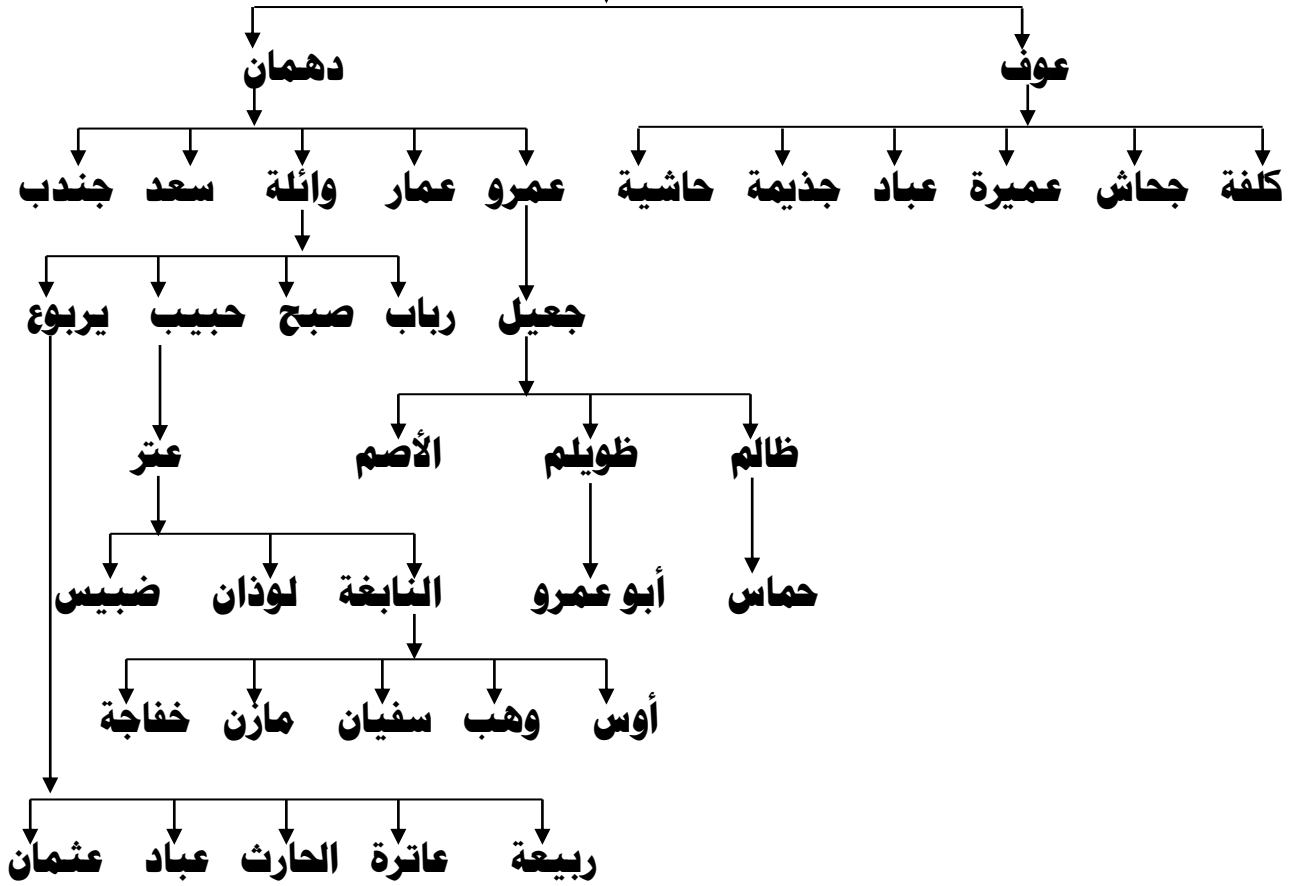 عوف دهمان
كلفة جحاش عميرة عباد جذيمة حاشية عمرو عمار وائلة سعد جندب
جعيل رباب صبح حبيب يربوع
ظالم ظويلم الأصم عتر
حماس أبو عمرو النابغة لوذان ضبيس
أوس وهب سفيان مازن خفاجة
ربيعة عاترة الحارث عباد عثمان